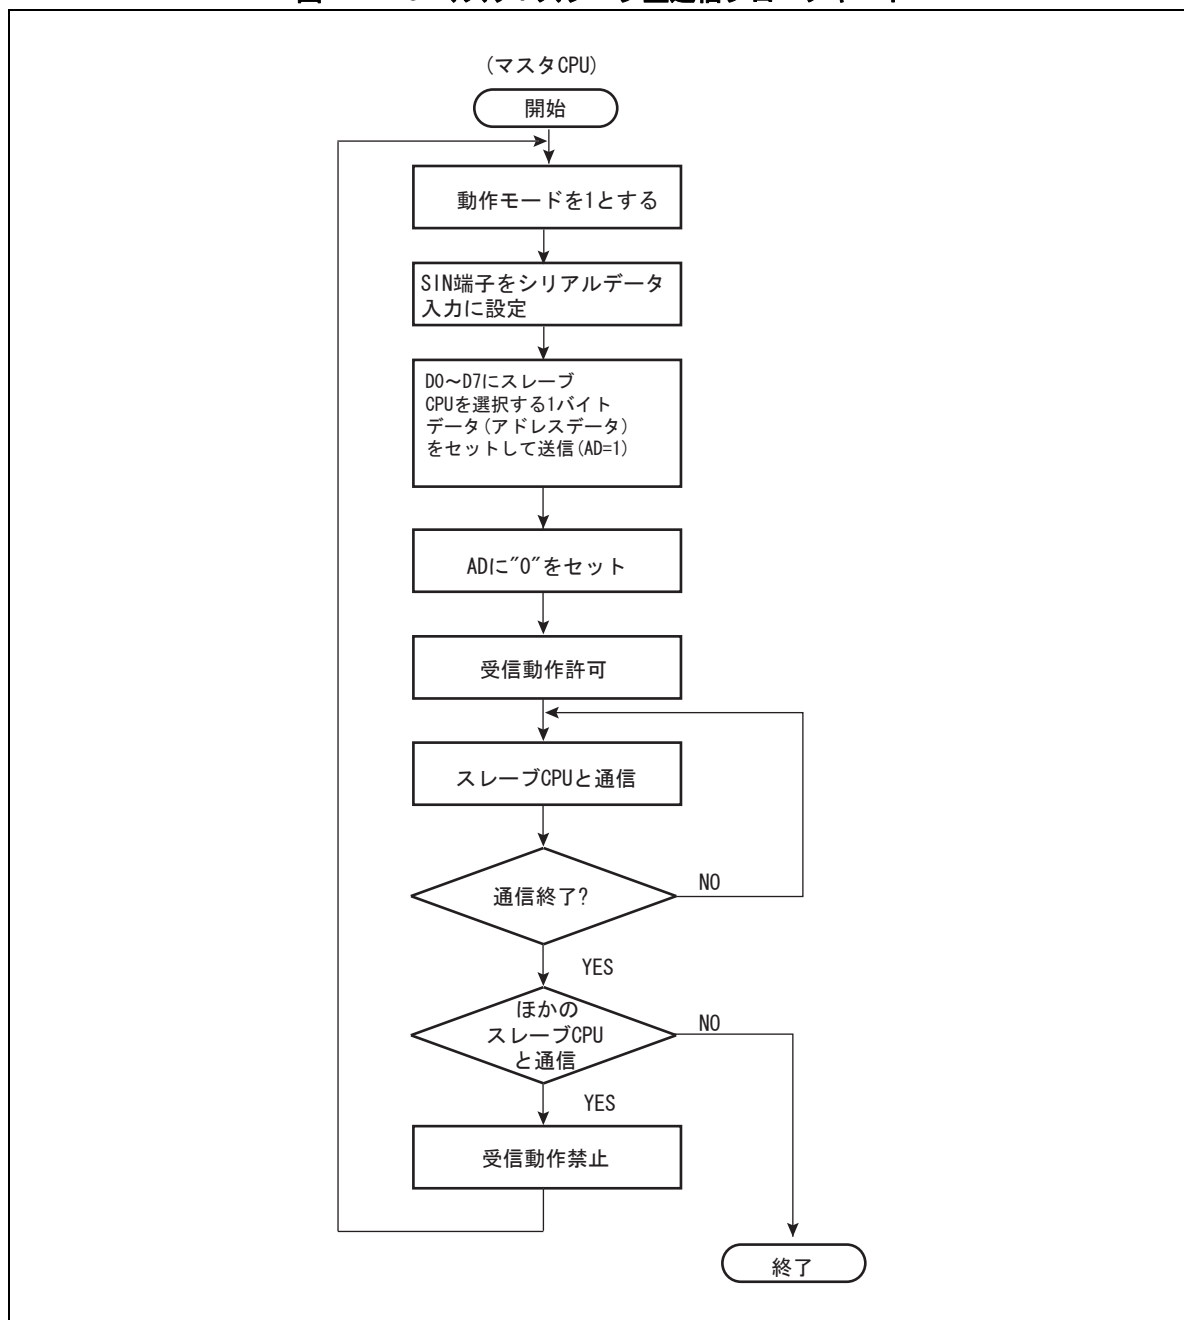 (マスタCPU)
開始
動作モードを1とする
SIN端子をシリアルデータ
入力に設定
D0～D7にスレーブ
CPUを選択する1バイト
データ(アドレスデータ)
をセットして送信(AD=1)
ADに"0"をセット
受信動作許可
スレーブCPUと通信
通信終了?
NO
YES
ほかの
スレーブCPU
と通信
NO
YES
受信動作禁止
終了